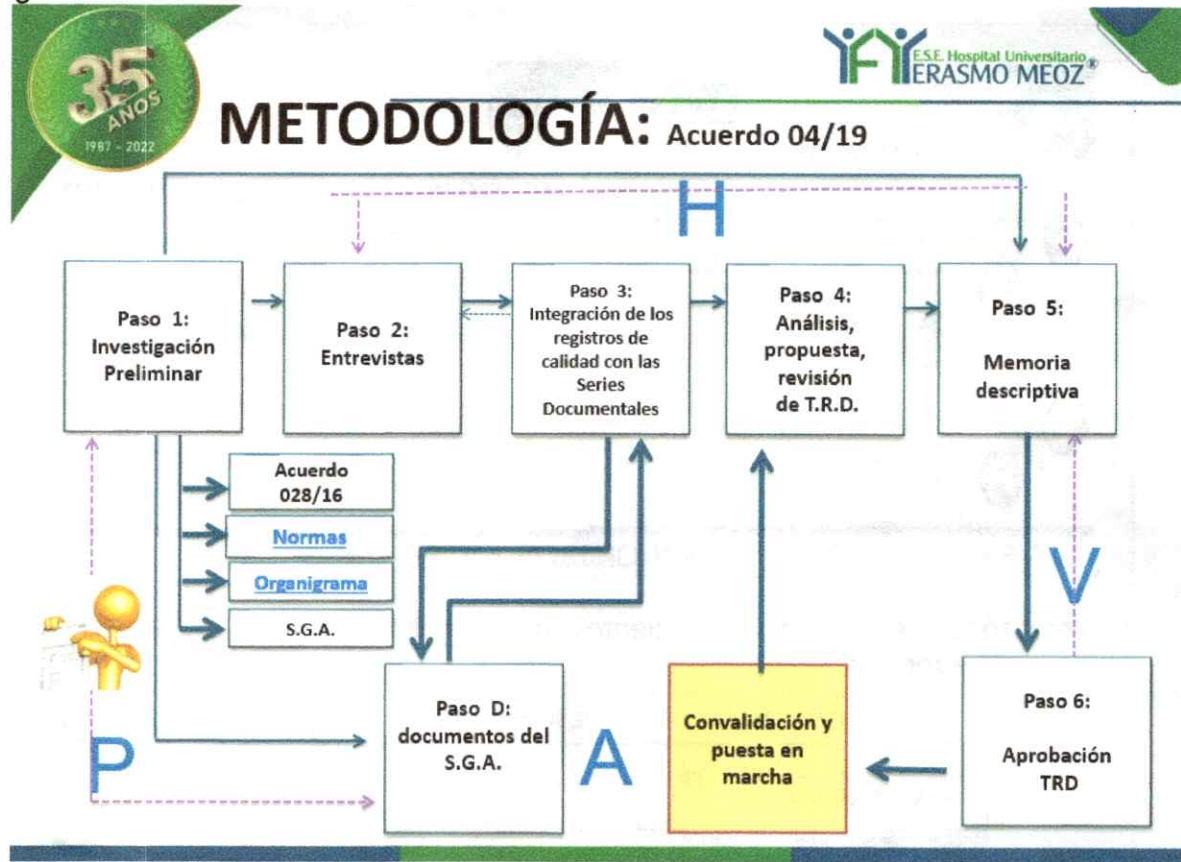 35
AÑOS
1987 - 2022
E.S.E. Hospital Universitario
ERASMO MEOZ®
METODOLOGÍA: Acuerdo 04/19
H
Paso 1:
Investigación
Preliminar
Paso 2:
Entrevistas
Paso 3:
Integración de los
registros de
calidad con las
Series
Documentales
Paso 4:
Análisis,
propuesta,
revisión
de T.R.D.
Paso 5:
Memoria
descriptiva
Acuerdo
028/16
Normas
Organigrama
S.G.A.
V
P
Paso D:
documentos del
S.G.A.
A
Convalidación y
puesta en
marcha
Paso 6:
Aprobación
TRD